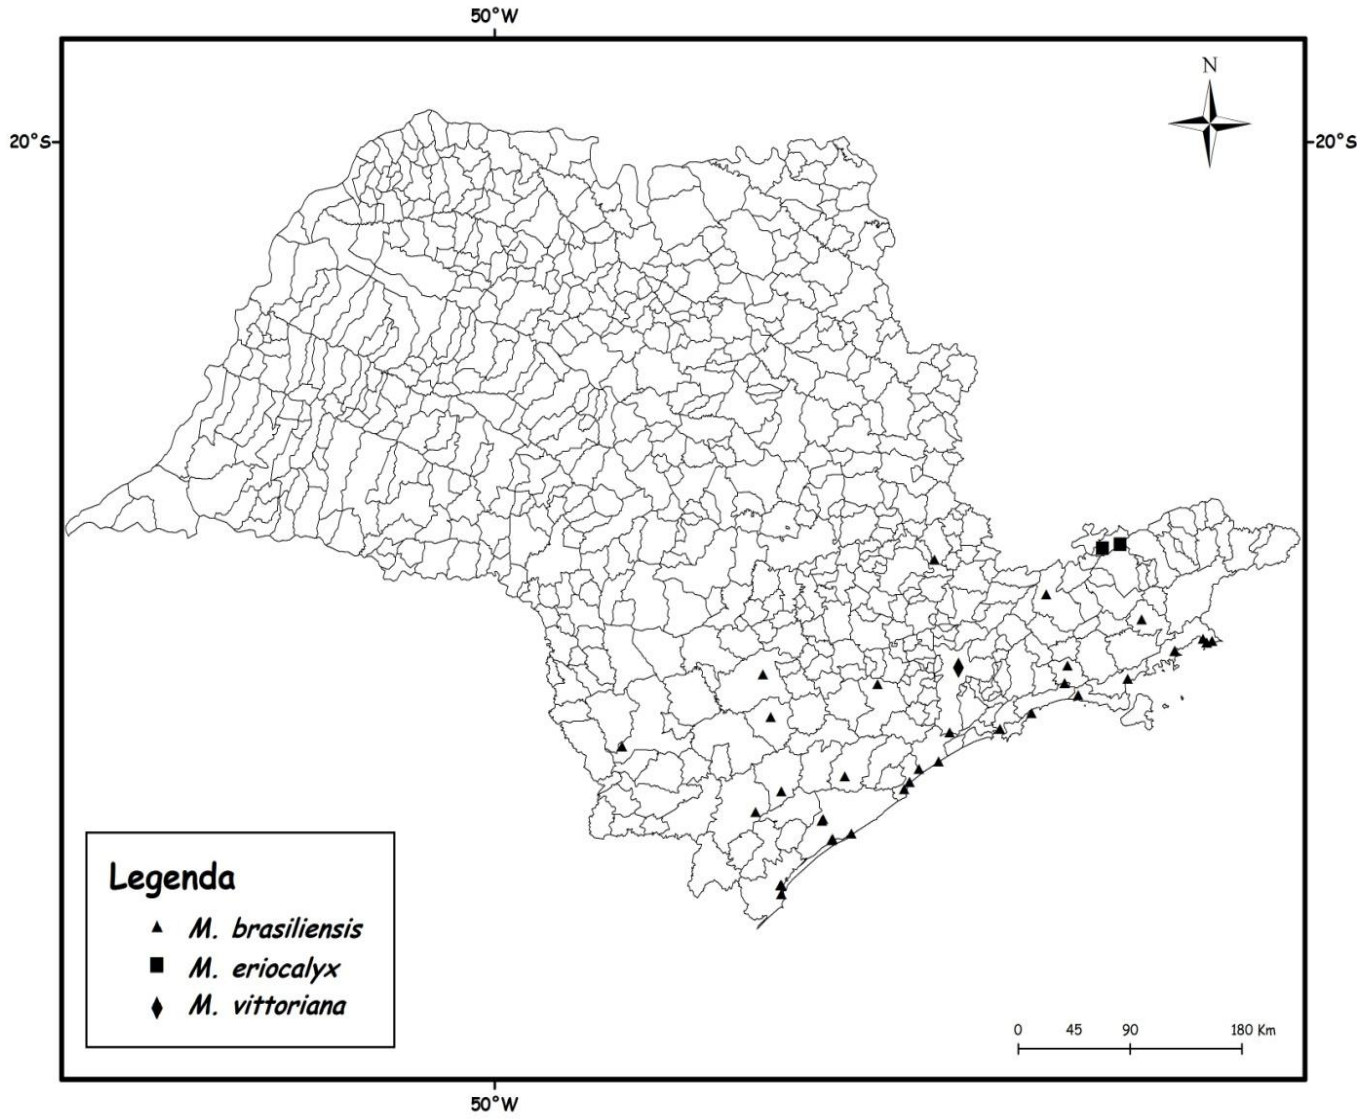 50°W
N
20°S
20°S
Legenda
M. brasiliensis
M. eriocalyx
M. vittoriana
0 45 90 180 Km
50°W